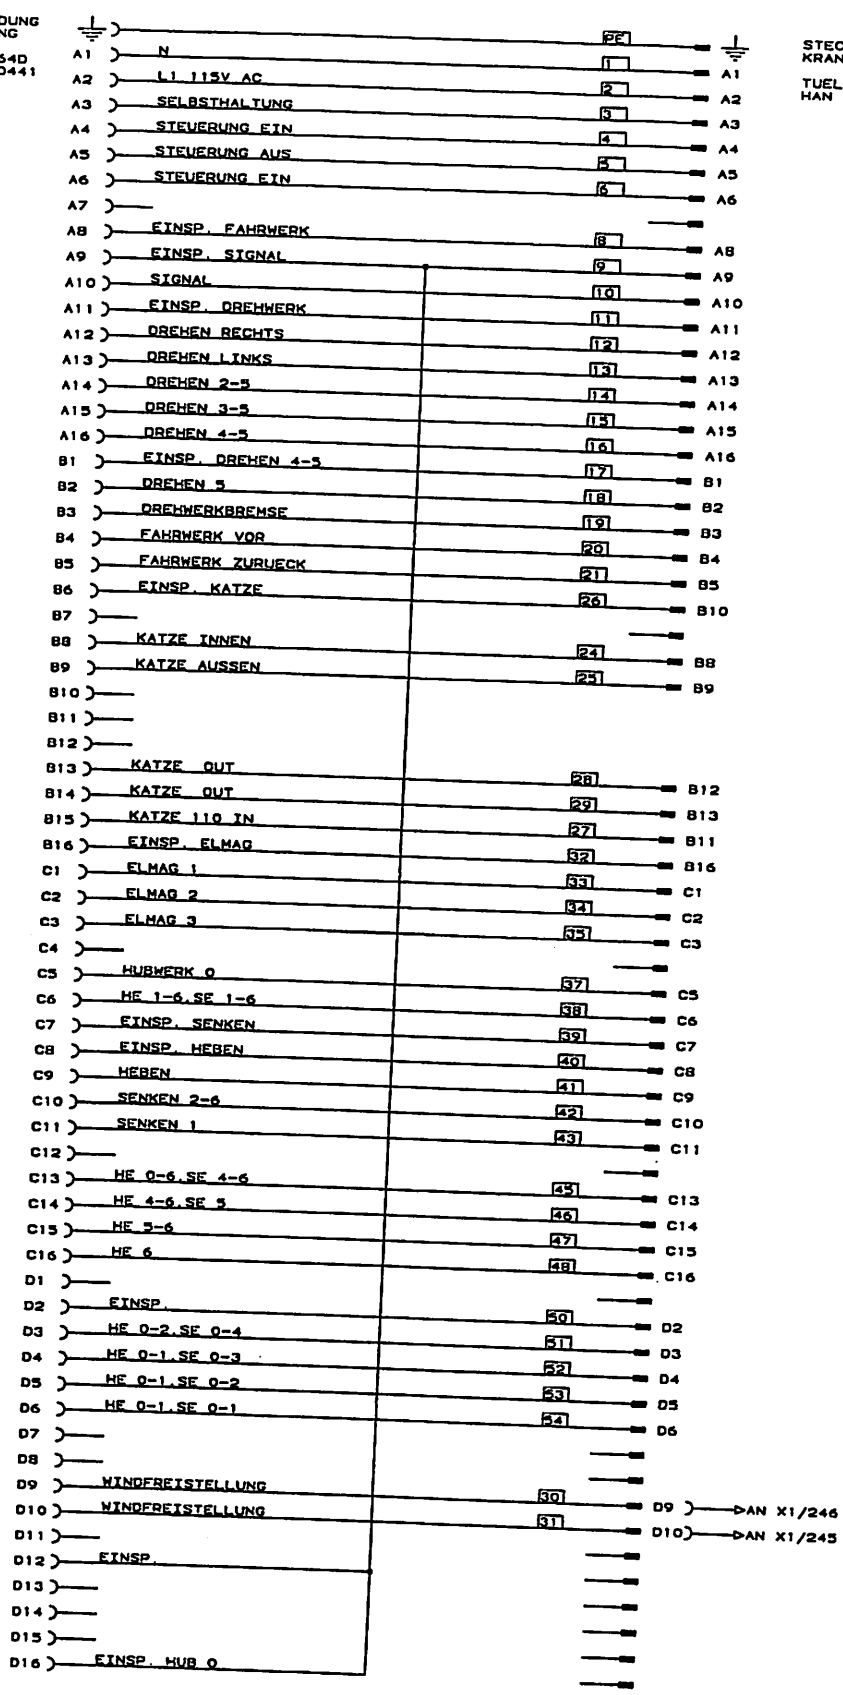 DUNG
NG
64D
D441
STEC
KRAN
TUEL
HAN
PE
A1 N 1 A1
A2 L1 115V AC 2 A2
A3 SELBSTHALTUNG 3 A3
A4 STEUERUNG EIN 4 A4
A5 STEUERUNG AUS 5 A5
A6 STEUERUNG EIN 6 A6
A7
A8 EINSP. FAHRWERK 8 A8
A9 EINSP. SIGNAL 9 A9
A10 SIGNAL 10 A10
A11 EINSP. DREHWERK 11 A11
A12 DREHEN RECHTS 12 A12
A13 DREHEN LINKS 13 A13
A14 DREHEN 2-5 14 A14
A15 DREHEN 3-5 15 A15
A16 DREHEN 4-5 16 A16
B1 EINSP. DREHEN 4-5 17 B1
B2 DREHEN 5 18 B2
B3 DREHWERKBREMSE 19 B3
B4 FAHRWERK VOR 20 B4
B5 FAHRWERK ZURUECK 21 B5
B6 EINSP. KATZE 26 B10
B7
B8 KATZE INNEN 24 B8
B9 KATZE AUSSEN 25 B9
B10
B11
B12
B13 KATZE OUT 28 B12
B14 KATZE OUT 29 B13
B15 KATZE 110 IN 27 B11
B16 EINSP. ELMAG 32 B16
C1 ELMAG 1 33 C1
C2 ELMAG 2 34 C2
C3 ELMAG 3 35 C3
C4
C5 HUBWERK 0 37 C5
C6 HE 1-6.SE 1-6 38 C6
C7 EINSP. SENKEN 39 C7
C8 EINSP. HEBEN 40 C8
C9 HEBEN 41 C9
C10 SENKEN 2-6 42 C10
C11 SENKEN 1 43 C11
C12
C13 HE 0-6.SE 4-6 45 C13
C14 HE 4-6.SE 5 46 C14
C15 HE 5-6 47 C15
C16 HE 6 48 C16
D1
D2 EINSP. 50 D2
D3 HE 0-2.SE 0-4 51 D3
D4 HE 0-1.SE 0-3 52 D4
D5 HE 0-1.SE 0-2 53 D5
D6 HE 0-1.SE 0-1 54 D6
D7
D8
D9 WINDFREISTELLUNG 30 D9 AN X1/246
D10 WINDFREISTELLUNG 31 D10 AN X1/245
D11
D12 EINSP.
D13
D14
D15
D16 EINSP. HUB 0